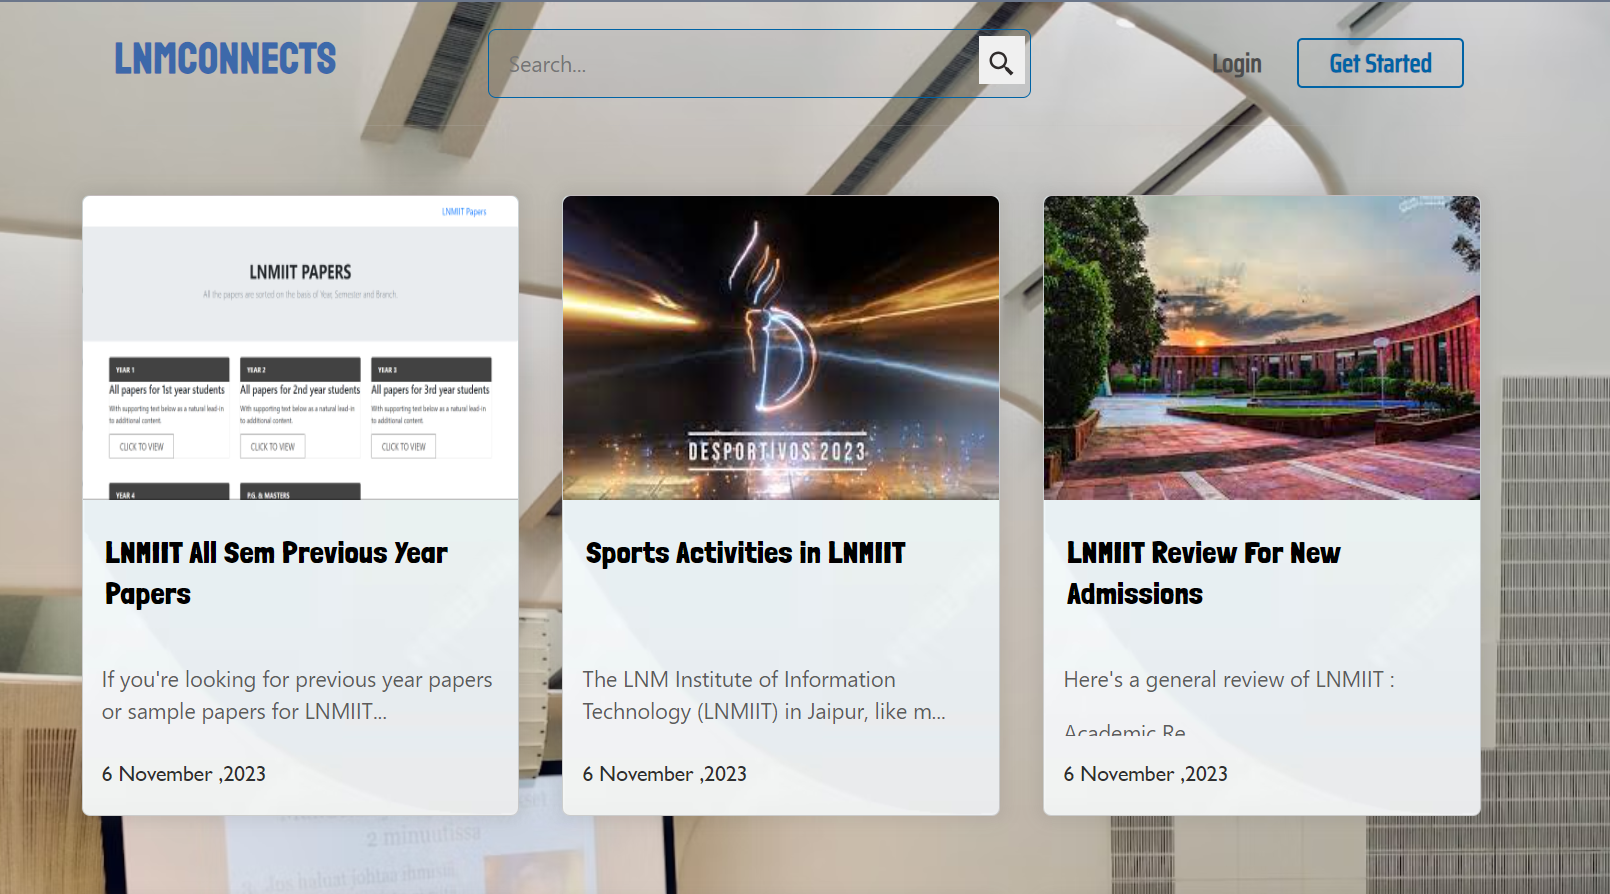 LNMCONNECTS
Search...
Login
Get Started
LNMIIT Papers
LNMIIT PAPERS
All the papers are sorted on the basis of Year, Semester and Branch.
YEAR 1
All papers for 1st year students
With supporting text below as a natural lead-in
to additional content.
CLICK TO VIEW
YEAR 2
All papers for 2nd year students
With supporting text below as a natural lead-in
to additional content.
CLICK TO VIEW
YEAR 3
All papers for 3rd year students
With supporting text below as a natural lead-in
to additional content.
CLICK TO VIEW
YEAR 4
P.G. & MASTERS
LNMIIT All Sem Previous Year
Papers
If you're looking for previous year papers
or sample papers for LNMIIT...
6 November ,2023
DESPORTIVOS 2023
Sports Activities in LNMIIT
The LNM Institute of Information
Technology (LNMIIT) in Jaipur, like m...
6 November ,2023
LNMIIT Review For New
Admissions
Here's a general review of LNMIIT :
Academic Re
6 November ,2023
2 minuutissa
Jos haluat johtaa ihmisiä,